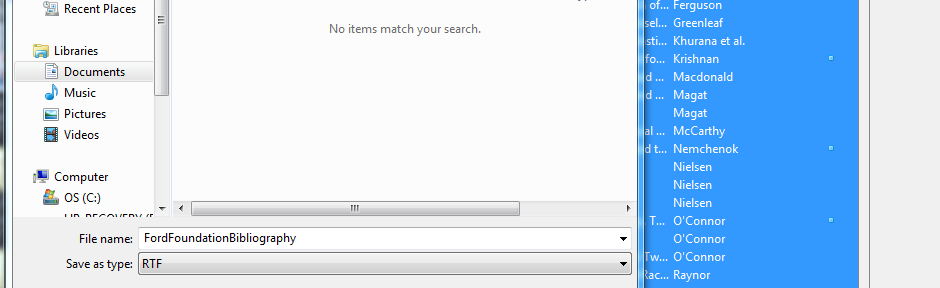 Recent Places
Libraries
Documents
Music
Pictures
Videos
Computer
OS (C:)
No items match your search.
File name: FordFoundationBibliography
Save as type: RTF
of... Ferguson
sel... Greenleaf
sti... Khurana et al.
fo... Krishnan
d ... Macdonald
d ... Magat
Magat
al ... McCarthy
d t... Nemchenok
Nielsen
Nielsen
Nielsen
T... O'Connor
O'Connor
Tw... O'Connor
Rac... Raynor